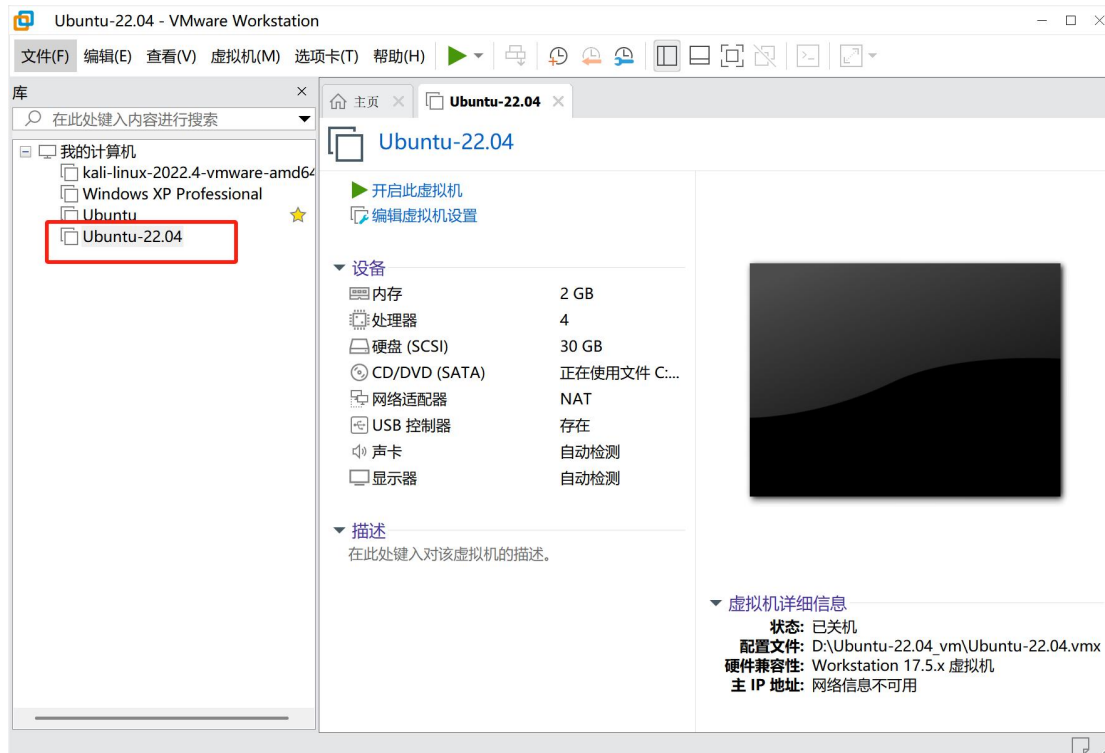 Ubuntu-22.04 - VMware Workstation
文件(F) 编辑(E) 查看(V) 虚拟机(M) 选项卡(T) 帮助(H)
库
在此处键入内容进行搜索
我的计算机
kali-linux-2022.4-vmware-amd64
Windows XP Professional
Ubuntu
Ubuntu-22.04
主页 Ubuntu-22.04
Ubuntu-22.04
开启此虚拟机
编辑虚拟机设置
设备
内存 2 GB
处理器 4
硬盘 (SCSI) 30 GB
CD/DVD (SATA) 正在使用文件 C:...
网络适配器 NAT
USB 控制器 存在
声卡 自动检测
显示器 自动检测
描述
在此处键入对该虚拟机的描述。
虚拟机详细信息
状态: 已关机
配置文件: D:\Ubuntu-22.04_vm\Ubuntu-22.04.vmx
硬件兼容性: Workstation 17.5.x 虚拟机
主 IP 地址: 网络信息不可用